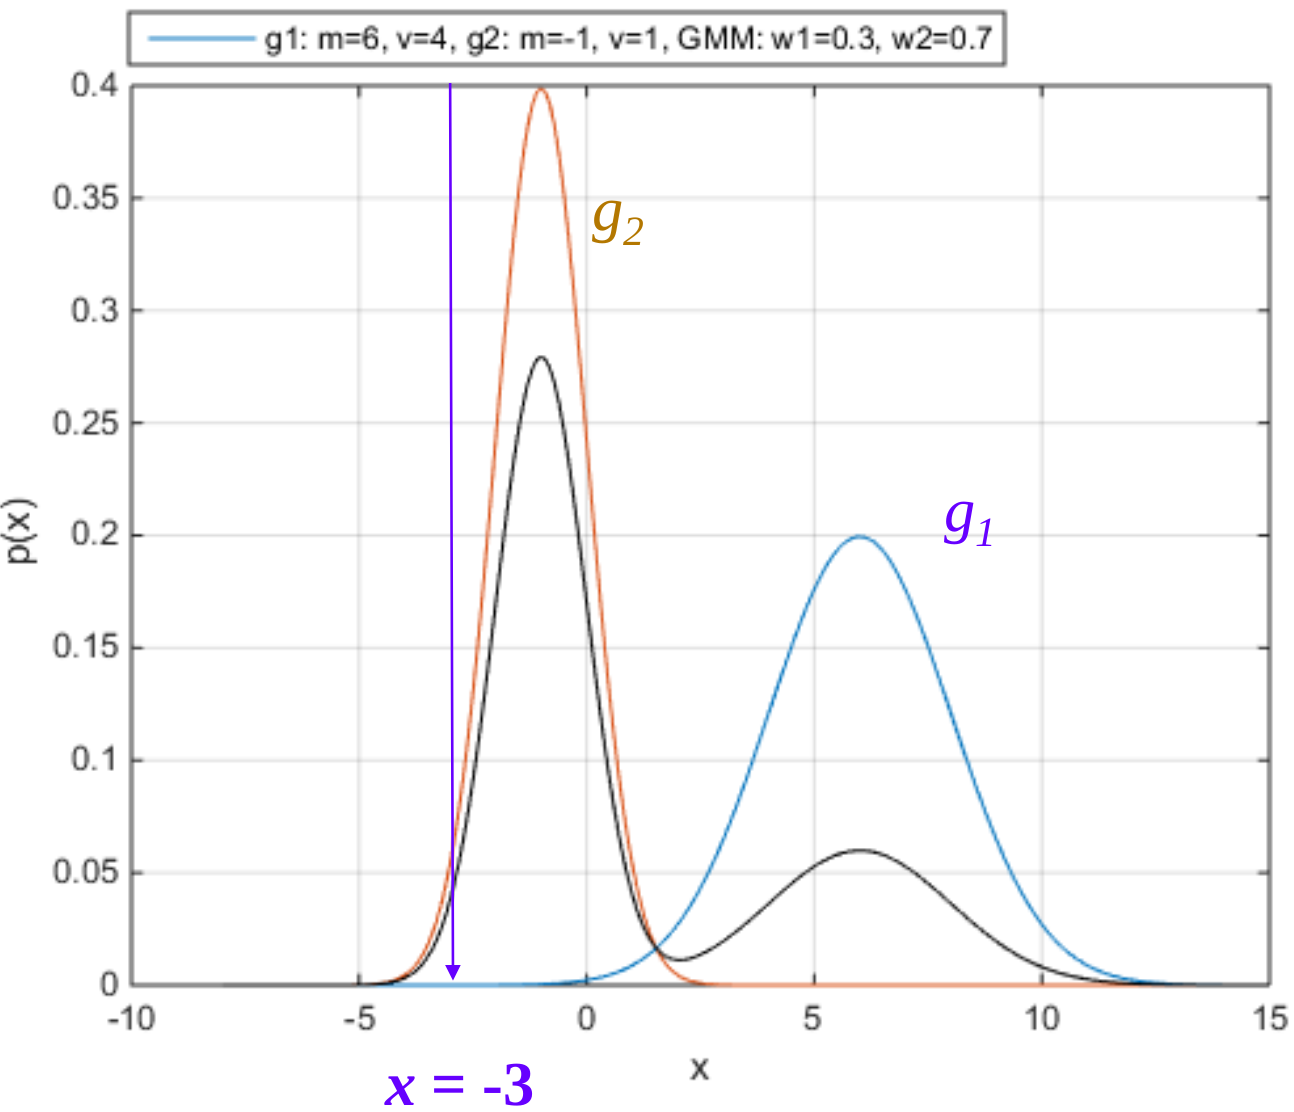 g1: m=6, v=4, g2: m=-1, v=1, GMM: w1=0.3, w2=0.7
0.4
0.35
0.3
0.25
0.2
0.15
0.1
0.05
0
p(x)
g2
g1
-10 -5 0 5 10 15
x
x = -3